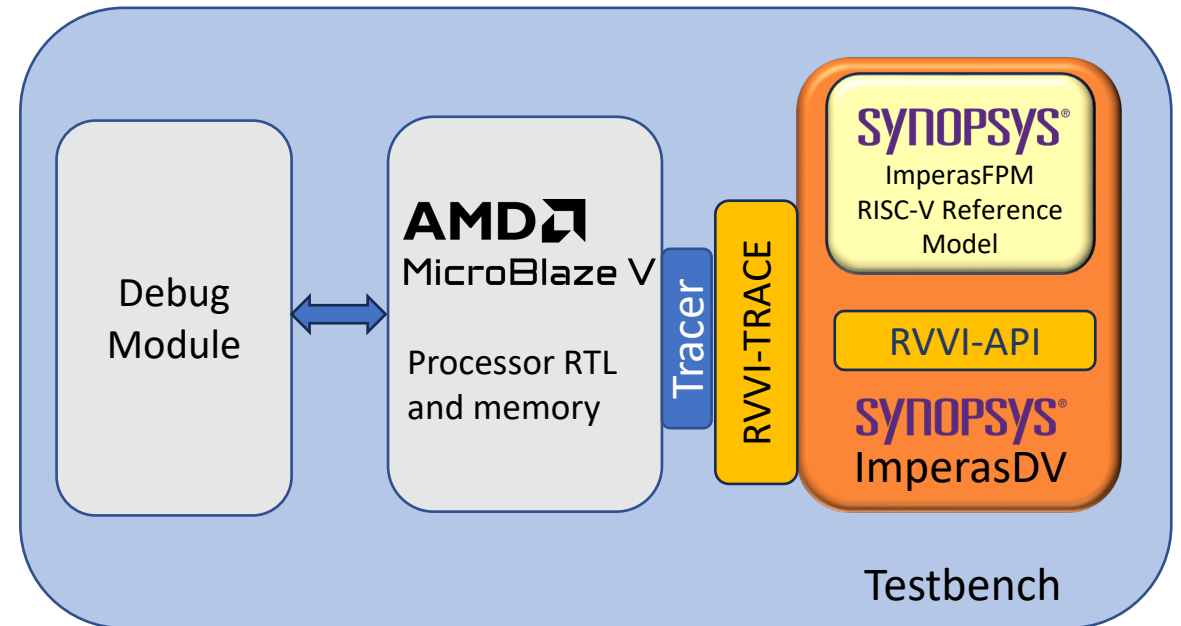 Debug
Module
AMD
MicroBlaze V
Processor RTL
and memory
Tracer
RVVI-TRACE
SYNOPSYS®
ImperasFPM
RISC-V Reference
Model
RVVI-API
SYNOPSYS®
ImperasDV
Testbench